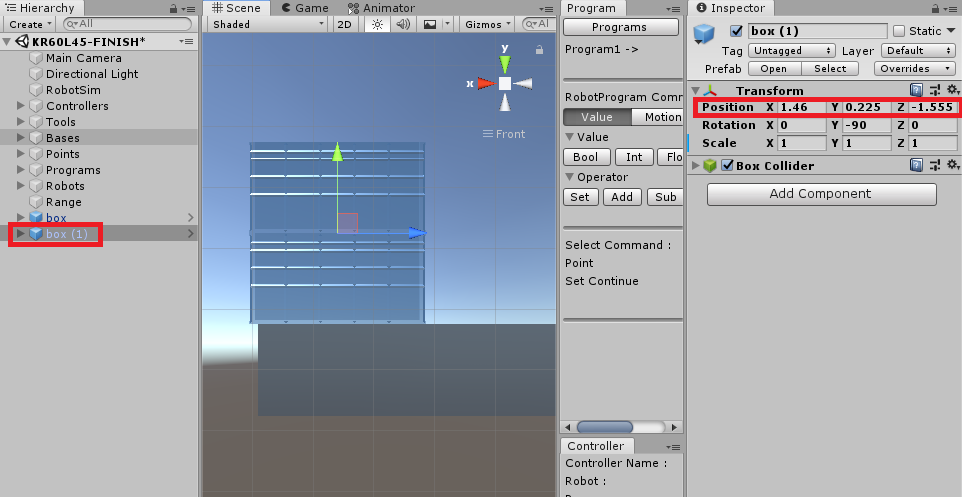 Hierarchy
Create
All
KR60L45-FINISH*
Main Camera
Directional Light
RobotSim
Controllers
Tools
Bases
Points
Programs
Robots
Range
box
box (1)
Scene
Game
Animator
Shaded
2D
Gizmos
All
y
x
Front
Program
Programs
Program1 ->
RobotProgram Comm
Value
Motion
Value
Bool
Int
Flo
Operator
Set
Add
Sub
Select Command :
Point
Set Continue
Controller
Controller Name :
Robot :
Inspector
box (1)
Static
Tag
Untagged
Layer
Default
Prefab
Open
Select
Overrides
Transform
Position X 1.46 Y 0.225 Z -1.555
Rotation X 0 Y -90 Z 0
Scale X 1 Y 1 Z 1
Box Collider
Add Component